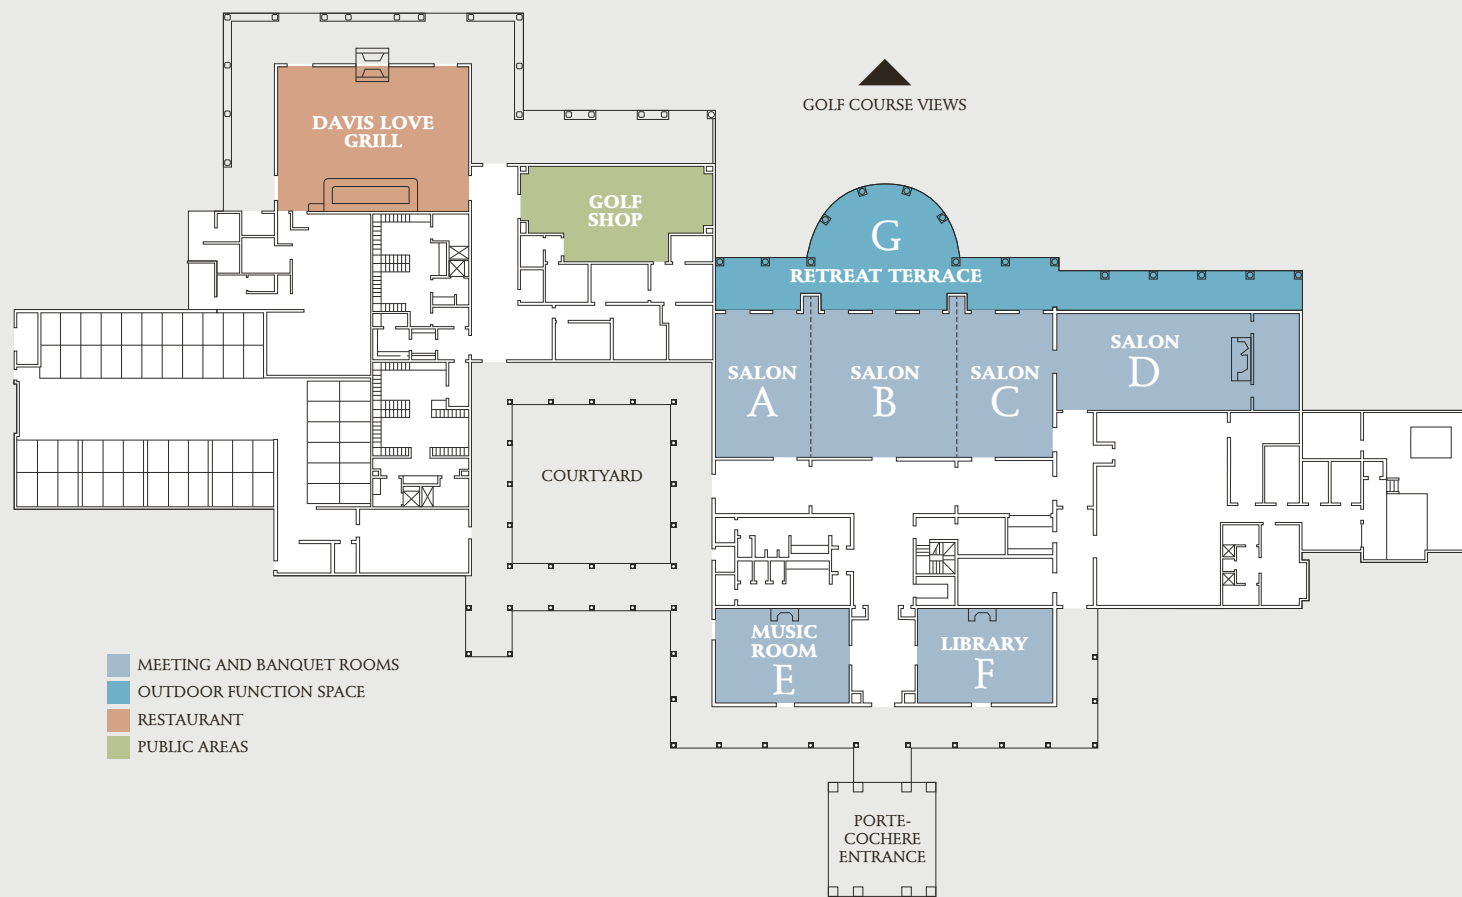 GOLF COURSE VIEWS
DAVIS LOVE
GRILL
GOLF
SHOP
G
RETREAT TERRACE
SALON
A
SALON
B
SALON
C
SALON
D
COURTYARD
MUSIC
ROOM
E
LIBRARY
F
MEETING AND BANQUET ROOMS
OUTDOOR FUNCTION SPACE
RESTAURANT
PUBLIC AREAS
PORTE-
COCHERE
ENTRANCE